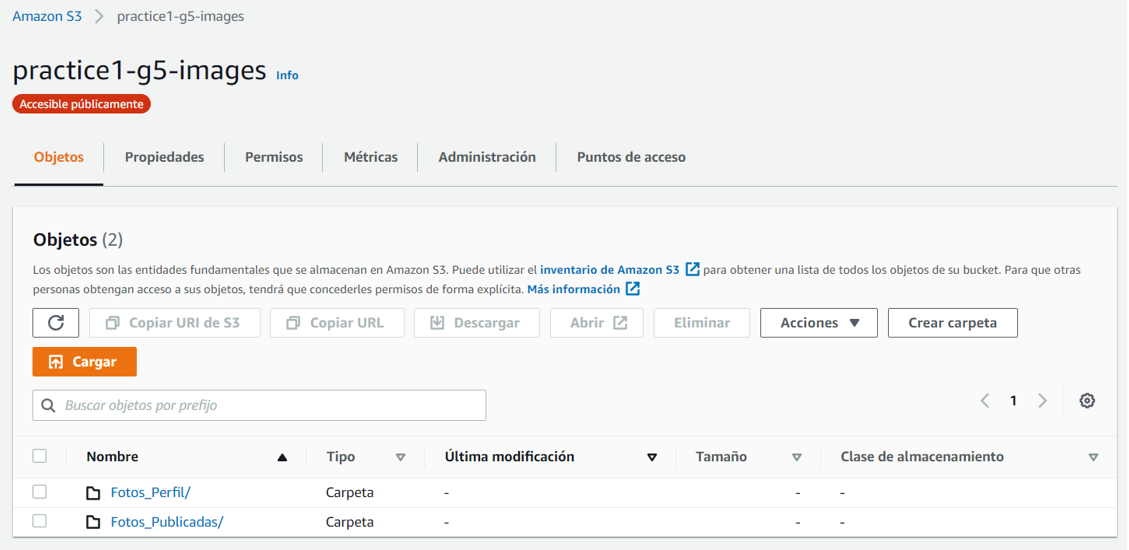 Amazon S3 > practice1-g5-images
practice1-g5-images Info
Accesible públicamente
Objetos Propiedades Permisos Métricas Administración Puntos de acceso
Objetos (2)
Los objetos son las entidades fundamentales que se almacenan en Amazon S3. Puede utilizar el inventario de Amazon S3 para obtener una lista de todos los objetos de su bucket. Para que otras
personas obtengan acceso a sus objetos, tendrá que concederles permisos de forma explícita. Más información
Copiar URI de S3 Copiar URL Descargar Abrir Eliminar Acciones Crear carpeta
Cargar
Buscar objetos por prefijo
1
Nombre Tipo Última modificación Tamaño Clase de almacenamiento
Fotos_Perfil/ Carpeta - - -
Fotos_Publicadas/ Carpeta - - -